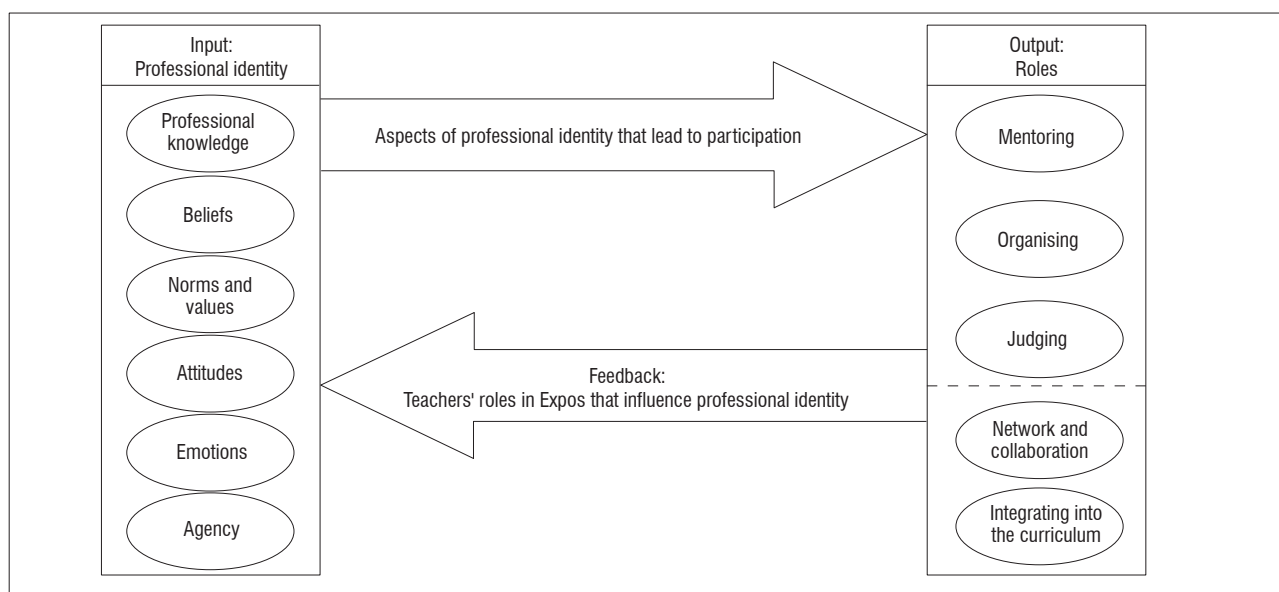 Input:
Professional identity
Professional
knowledge
Beliefs
Norms and
values
Attitudes
Emotions
Agency
Aspects of professional identity that lead to participation
Feedback:
Teachers' roles in Expos that influence professional identity
Output:
Roles
Mentoring
Organising
Judging
Network and
collaboration
Integrating into
the curriculum